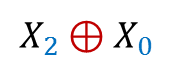 X₂ ⊕ X₀